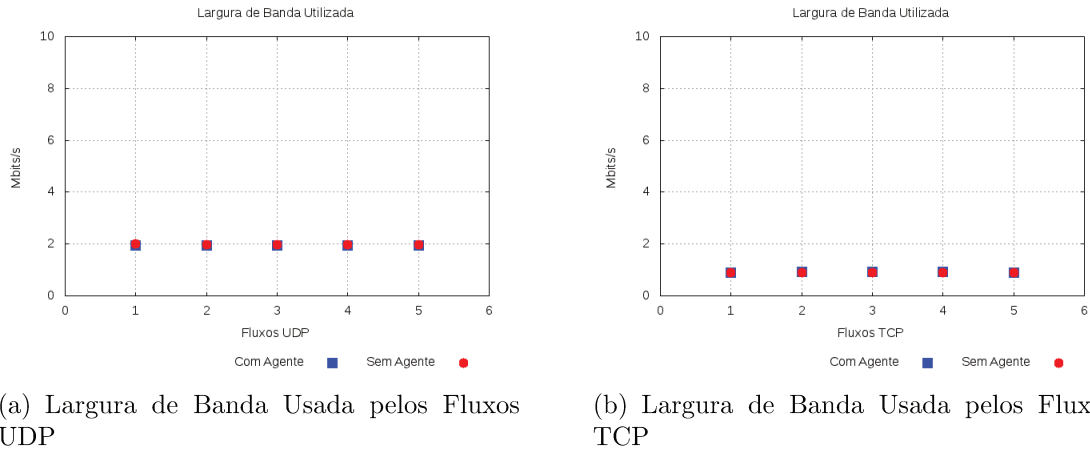 Largura de Banda Utilizada
10
8
6
4
2
0
Mbits/s
0 1 2 3 4 5 6
Fluxos UDP
Com Agente Sem Agente
(a) Largura de Banda Usada pelos Fluxos
UDP
Largura de Banda Utilizada
10
8
6
4
2
0
Mbits/s
0 1 2 3 4 5 6
Fluxos TCP
Com Agente Sem Agente
(b) Largura de Banda Usada pelos Flux
TCP